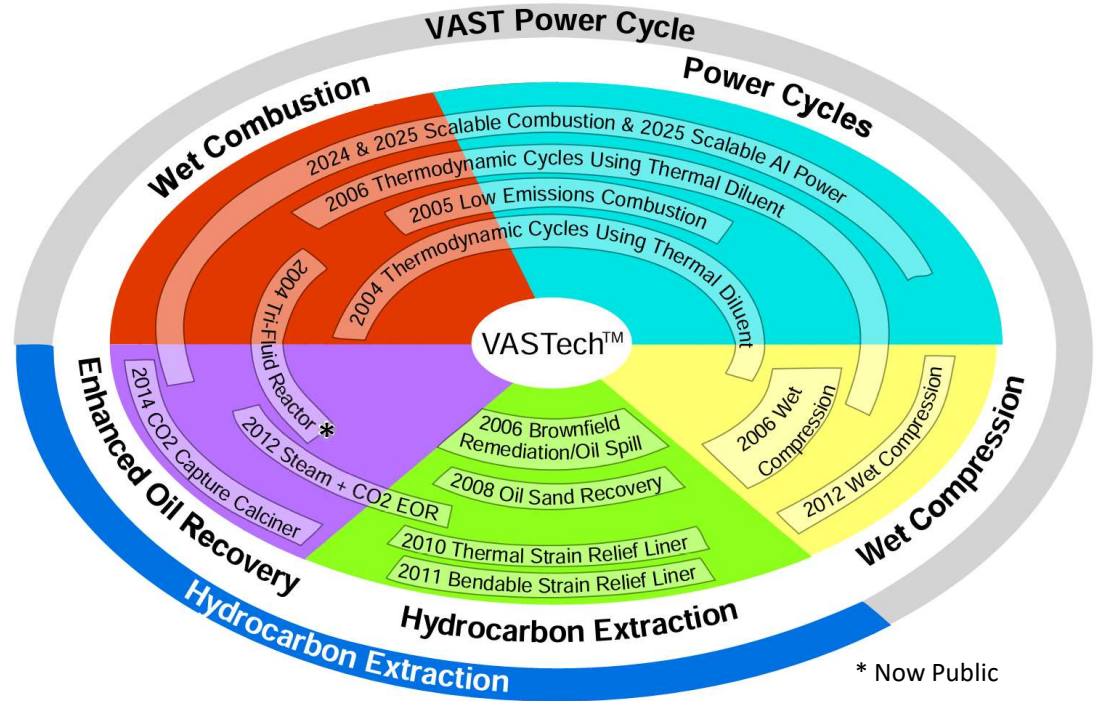 VAST Power Cycle
Wet Combustion
Power Cycles
2024 & 2025 Scalable Combustion & 2025 Scalable AI Power
2006 Thermodynamic Cycles Using Thermal Diluent
2005 Low Emissions Combustion
2004 Thermodynamic Cycles Using Thermal Diluent
2004 Tri-Fluid Reactor
*
VASTech™
2014 CO2 Capture Calciner
2012 Steam + CO2 EOR
2006 Brownfield
Remediation/Oil Spill
2008 Oil Sand Recovery
2010 Thermal Strain Relief Liner
2011 Bendable Strain Relief Liner
2006 Wet
Compression
2012 Wet Compression
Enhanced Oil Recovery
Hydrocarbon Extraction
Wet Compression
Hydrocarbon Extraction
* Now Public